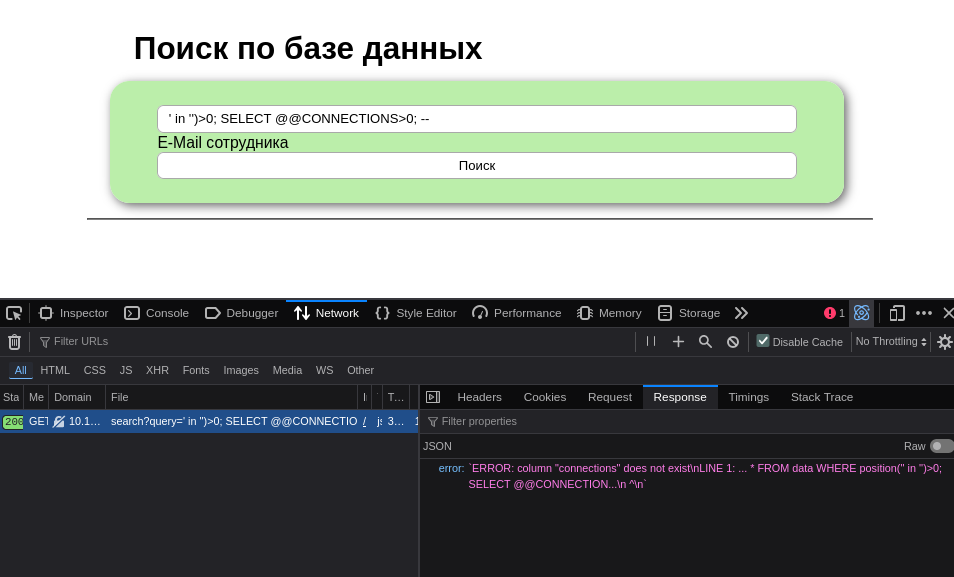 Поиск по базе данных
' in '')>0; SELECT @@CONNECTIONS>0; --
E-Mail сотрудника
Поиск
Inspector Console Debugger Network Style Editor Performance Memory Storage 1
Filter URLs Disable Cache No Throttling
All HTML CSS JS XHR Fonts Images Media WS Other
Sta Me Domain File T… Headers Cookies Request Response Timings Stack Trace
200 GET 10.1… search?query=' in '')>0; SELECT @@CONNECTIO / js 3… 1
Filter properties
JSON Raw
error: `ERROR: column "connections" does not exist\nLINE 1: ... * FROM data WHERE position('' in '')>0;
SELECT @@CONNECTION...\n ^\n`